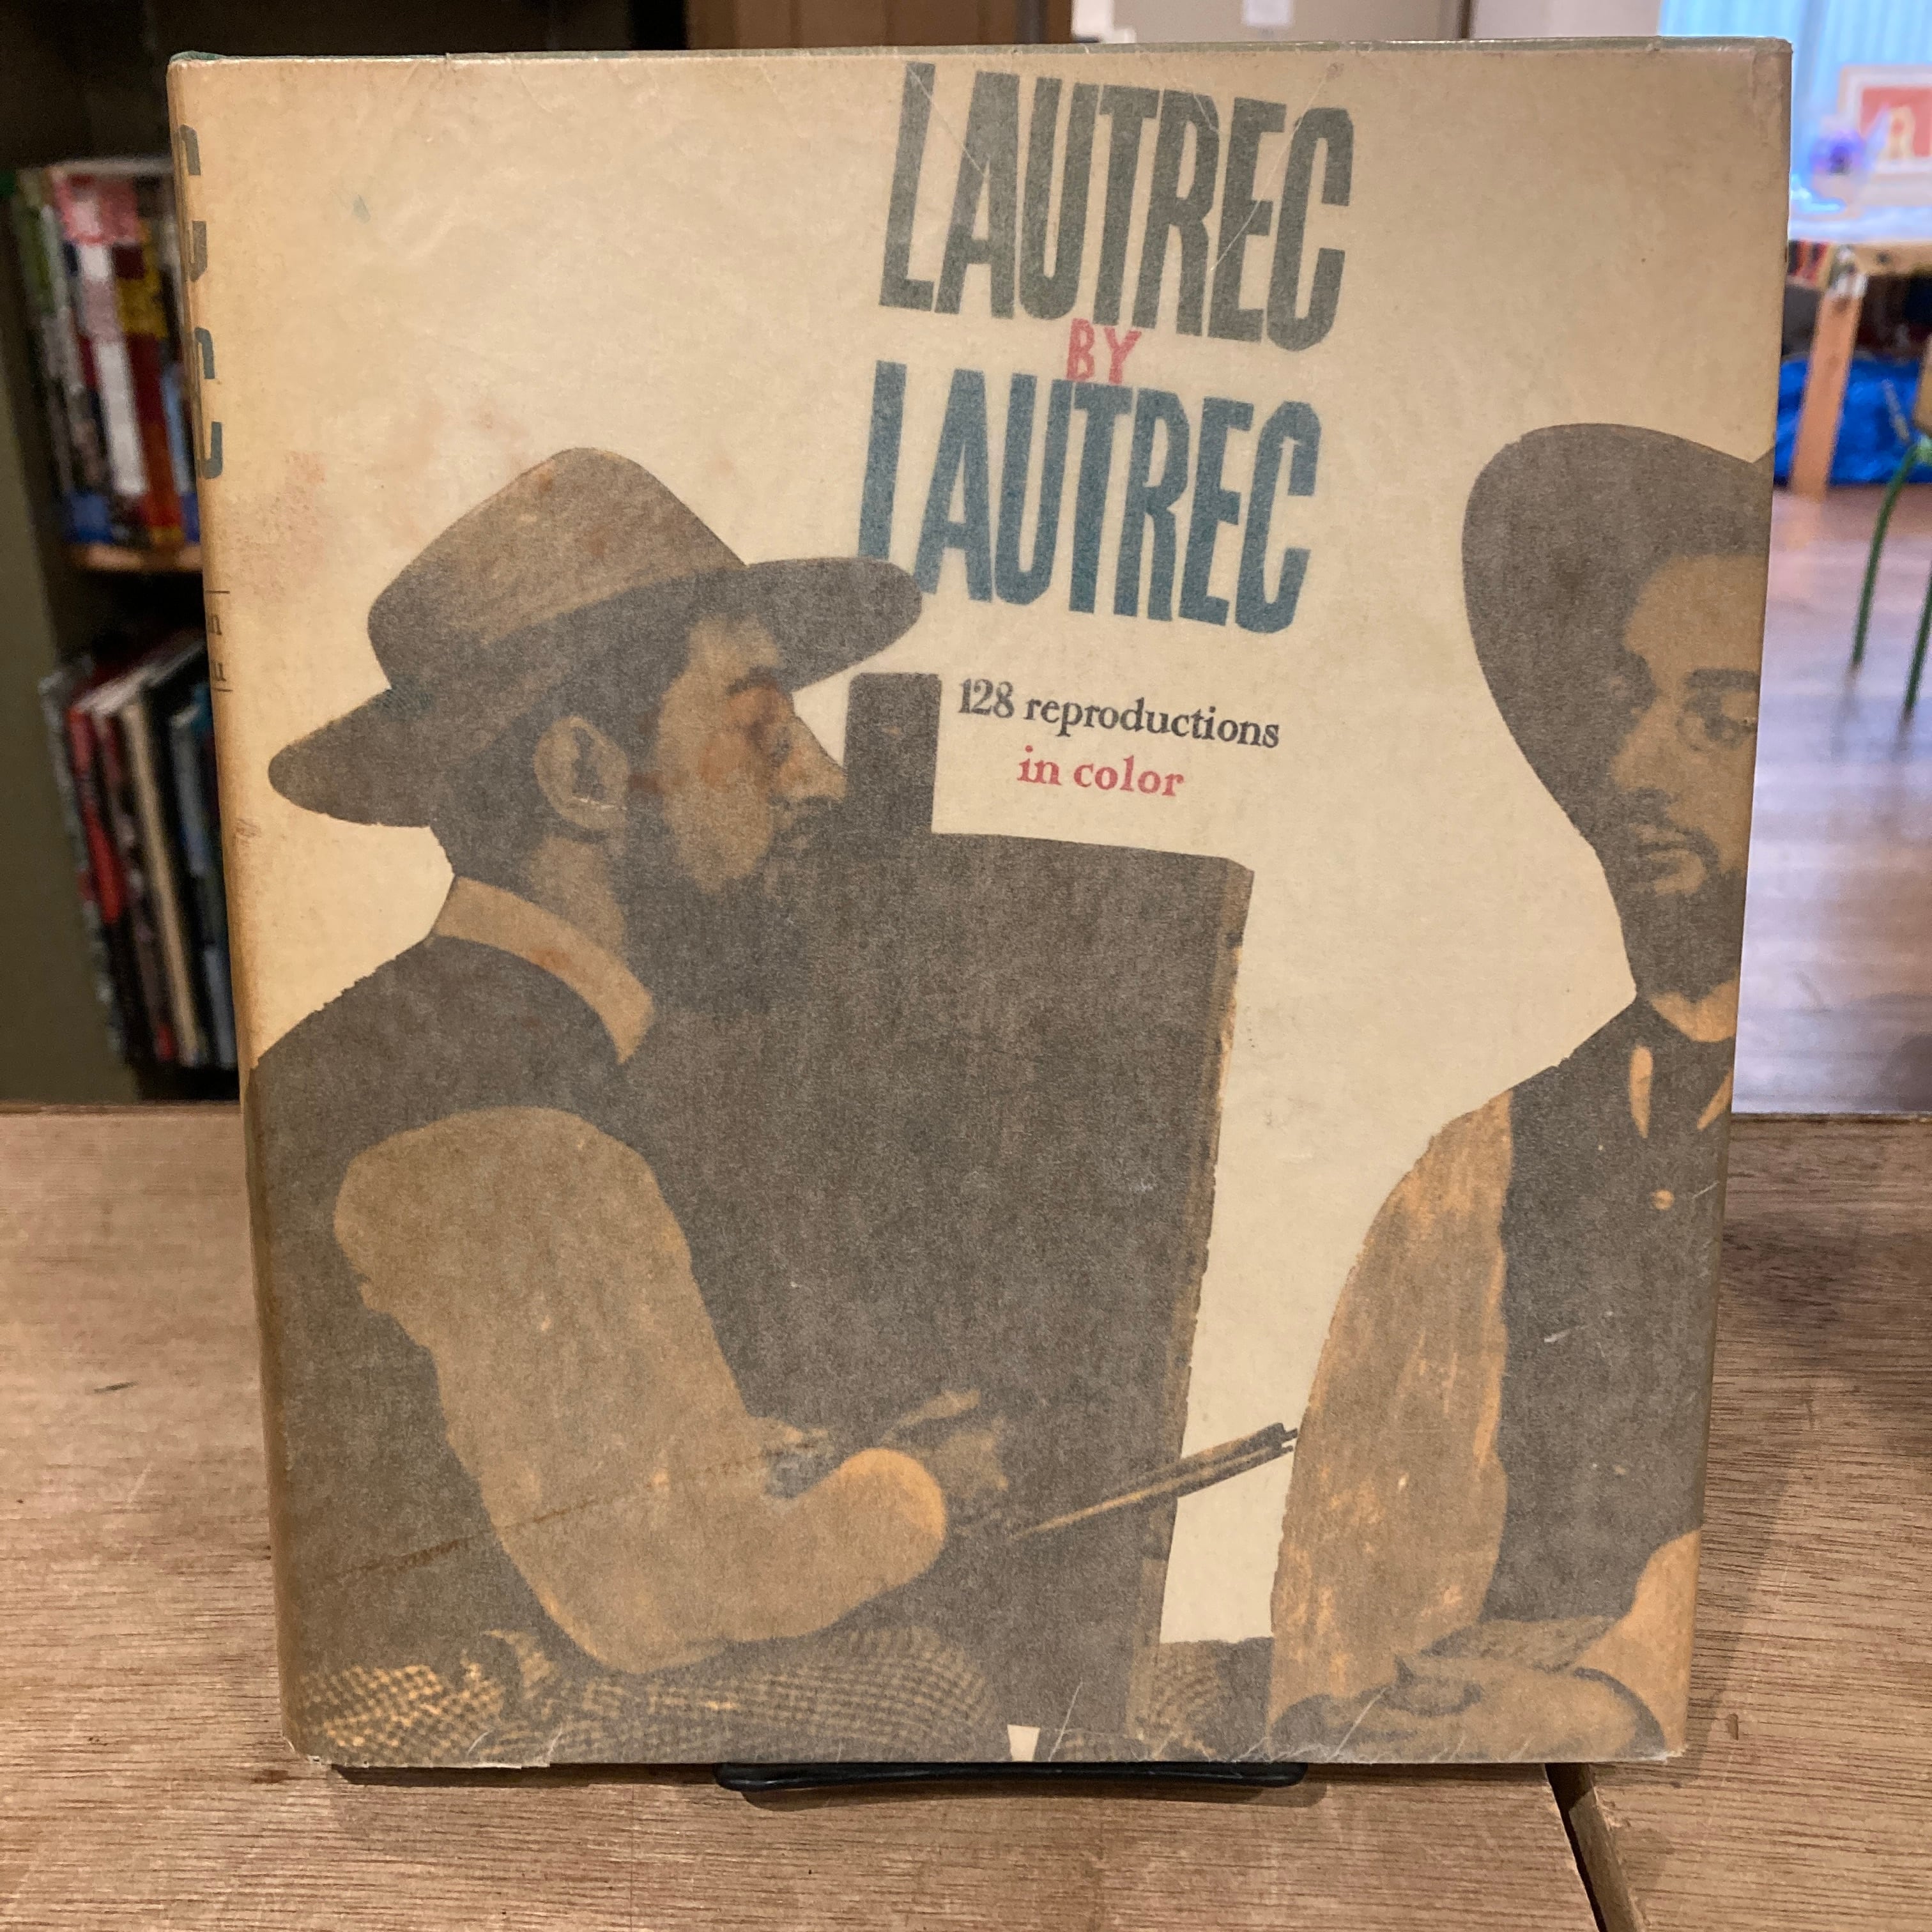 LAUTREC
BY
LAUTREC
128 reproductions
in color